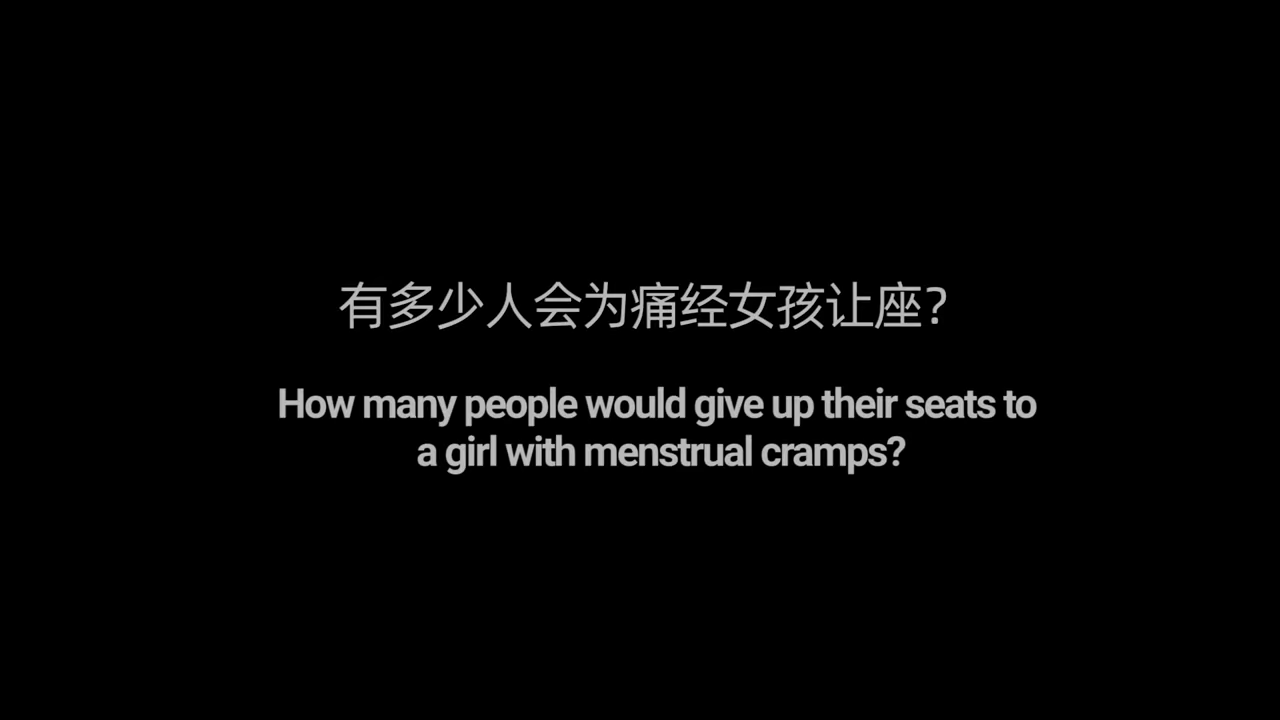 有多少人会为痛经女孩让座？
How many people would give up their seats to
a girl with menstrual cramps?